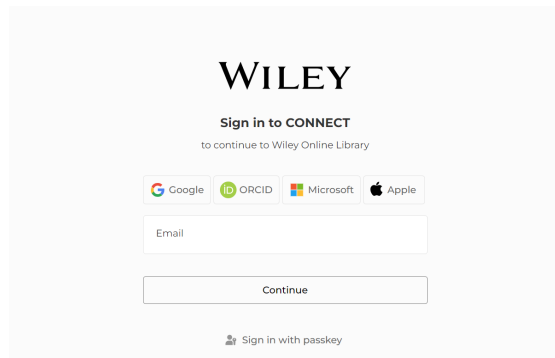 WILEY
Sign in to CONNECT
to continue to Wiley Online Library
Google iD ORCID Microsoft Apple
Email
Continue
Sign in with passkey